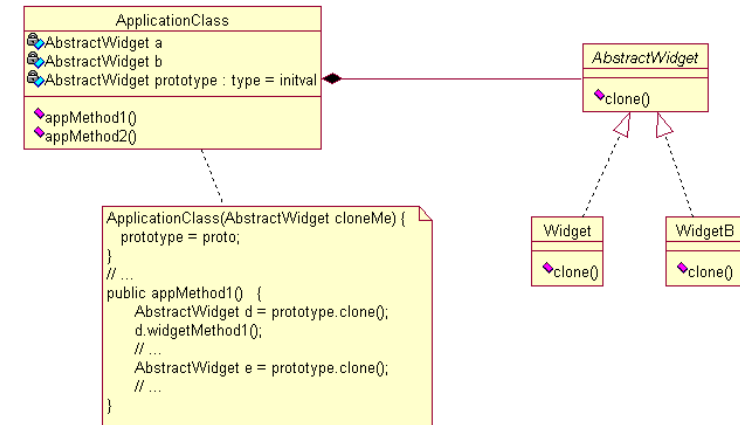 ApplicationClass
AbstractWidget a
AbstractWidget b
AbstractWidget prototype : type = initval
appMethod1()
appMethod2()
AbstractWidget
clone()
Widget
clone()
WidgetB
clone()
ApplicationClass(AbstractWidget cloneMe) {
prototype = proto;
}
// ...
public appMethod1() {
AbstractWidget d = prototype.clone();
d.widgetMethod1();
// ...
AbstractWidget e = prototype.clone();
// ...
}